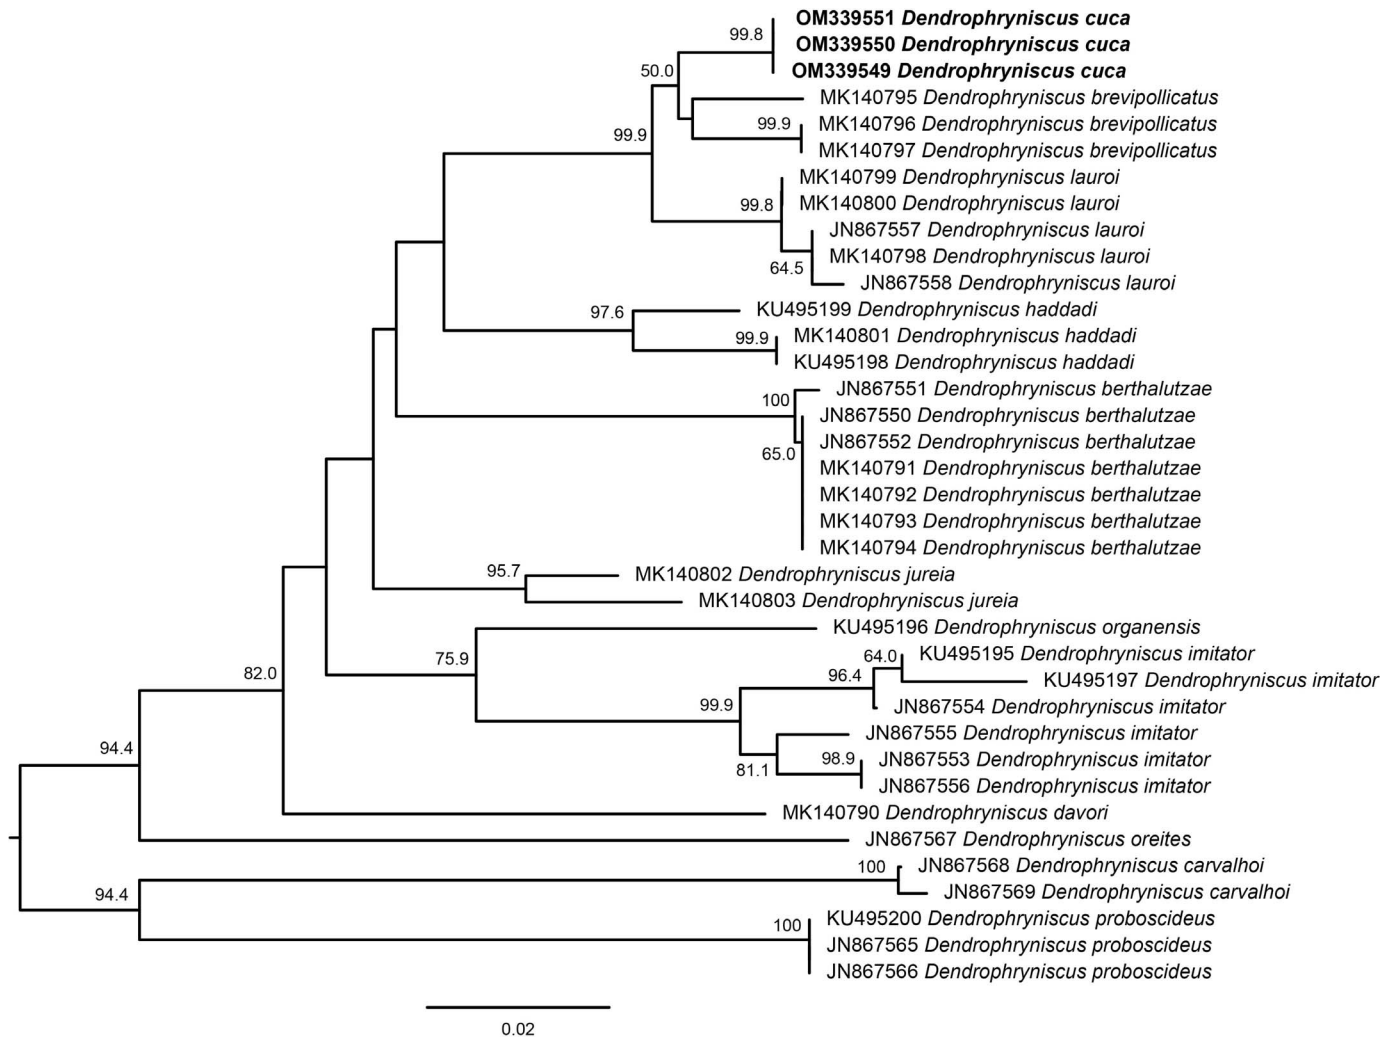 OM339551 Dendrophryniscus cuca
99.8
OM339550 Dendrophryniscus cuca
50.0
OM339549 Dendrophryniscus cuca
MK140795 Dendrophryniscus brevipollicatus
99.9
MK140796 Dendrophryniscus brevipollicatus
99.9
MK140797 Dendrophryniscus brevipollicatus
MK140799 Dendrophryniscus lauroi
99.8
MK140800 Dendrophryniscus lauroi
JN867557 Dendrophryniscus lauroi
MK140798 Dendrophryniscus lauroi
64.5
JN867558 Dendrophryniscus lauroi
97.6
KU495199 Dendrophryniscus haddadi
99.9
MK140801 Dendrophryniscus haddadi
KU495198 Dendrophryniscus haddadi
JN867551 Dendrophryniscus berthalutzae
100
JN867550 Dendrophryniscus berthalutzae
JN867552 Dendrophryniscus berthalutzae
65.0
MK140791 Dendrophryniscus berthalutzae
MK140792 Dendrophryniscus berthalutzae
MK140793 Dendrophryniscus berthalutzae
MK140794 Dendrophryniscus berthalutzae
95.7
MK140802 Dendrophryniscus jureia
MK140803 Dendrophryniscus jureia
KU495196 Dendrophryniscus organensis
75.9
64.0
KU495195 Dendrophryniscus imitator
82.0
96.4
KU495197 Dendrophryniscus imitator
99.9
JN867554 Dendrophryniscus imitator
JN867555 Dendrophryniscus imitator
94.4
98.9
JN867553 Dendrophryniscus imitator
81.1
JN867556 Dendrophryniscus imitator
MK140790 Dendrophryniscus davori
JN867567 Dendrophryniscus oreites
100
JN867568 Dendrophryniscus carvalhoi
94.4
JN867569 Dendrophryniscus carvalhoi
KU495200 Dendrophryniscus proboscideus
100
JN867565 Dendrophryniscus proboscideus
JN867566 Dendrophryniscus proboscideus
0.02